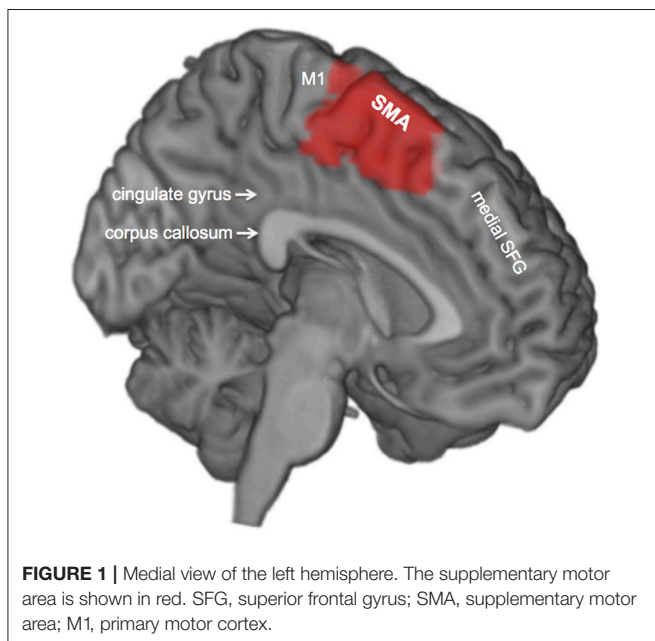 M1
SMA
cingulate gyrus →
corpus callosum →
medial SFG
FIGURE 1 | Medial view of the left hemisphere. The supplementary motor
area is shown in red. SFG, superior frontal gyrus; SMA, supplementary motor
area; M1, primary motor cortex.